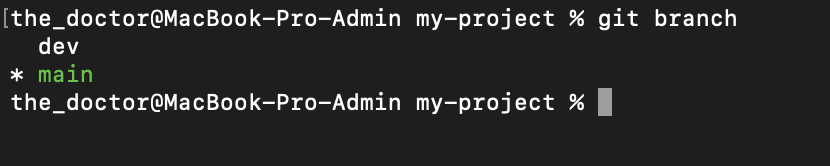 [the_doctor@MacBook-Pro-Admin my-project % git branch
  dev
* main
the_doctor@MacBook-Pro-Admin my-project %